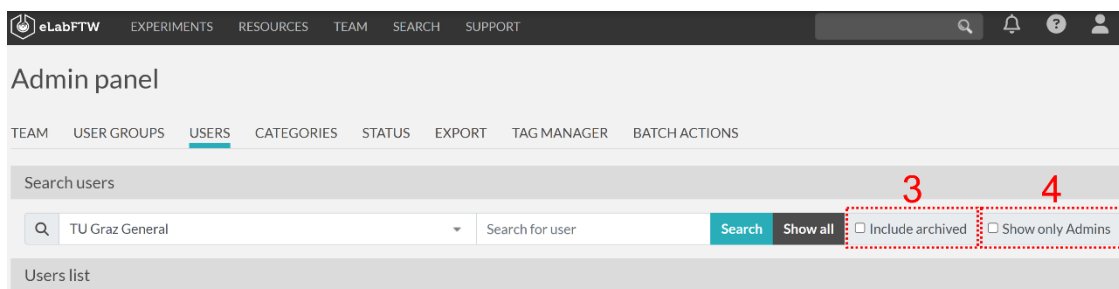 eLabFTW EXPERIMENTS RESOURCES TEAM SEARCH SUPPORT ?
Admin panel
TEAM USER GROUPS USERS CATEGORIES STATUS EXPORT TAG MANAGER BATCH ACTIONS
Search users
3 4
TU Graz General Search for user Search Show all Include archived Show only Admins
Users list